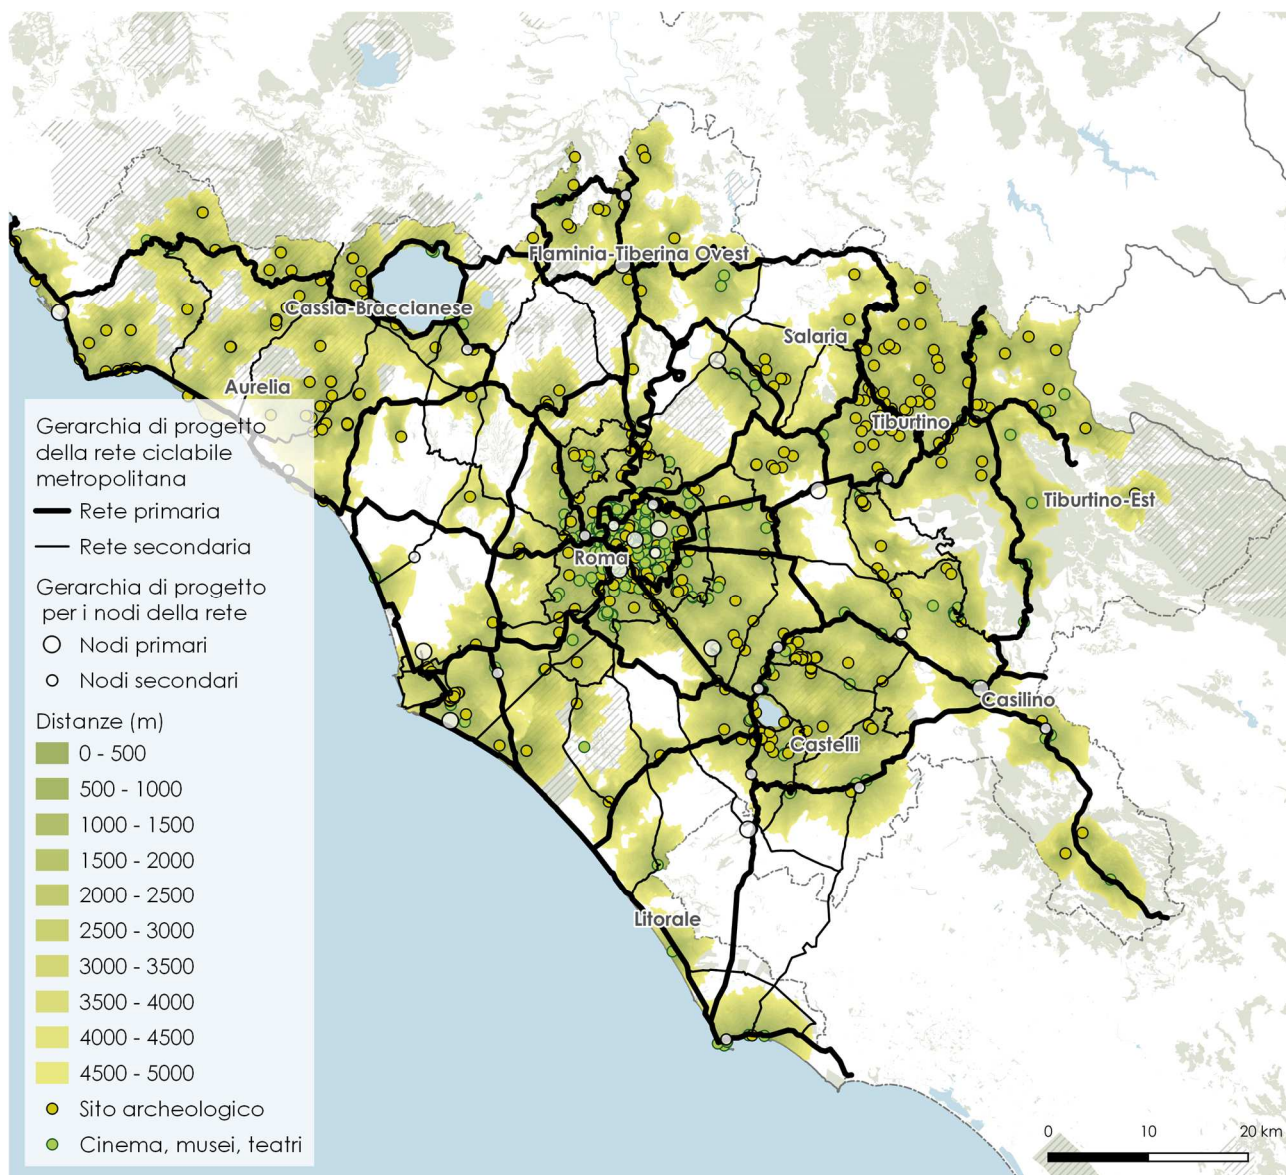 Flaminia-Tiberina Ovest
Cassia-Braccianese
Salaria
Aurelia
Tiburtino
Tiburtino-Est
Roma
Casilino
Castelli
Litorale
Gerarchia di progetto
della rete ciclabile
metropolitana
Rete primaria
Rete secondaria
Gerarchia di progetto
per i nodi della rete
Nodi primari
Nodi secondari
Distanze (m)
0 - 500
500 - 1000
1000 - 1500
1500 - 2000
2000 - 2500
2500 - 3000
3000 - 3500
3500 - 4000
4000 - 4500
4500 - 5000
Sito archeologico
Cinema, musei, teatri
0 10 20 km